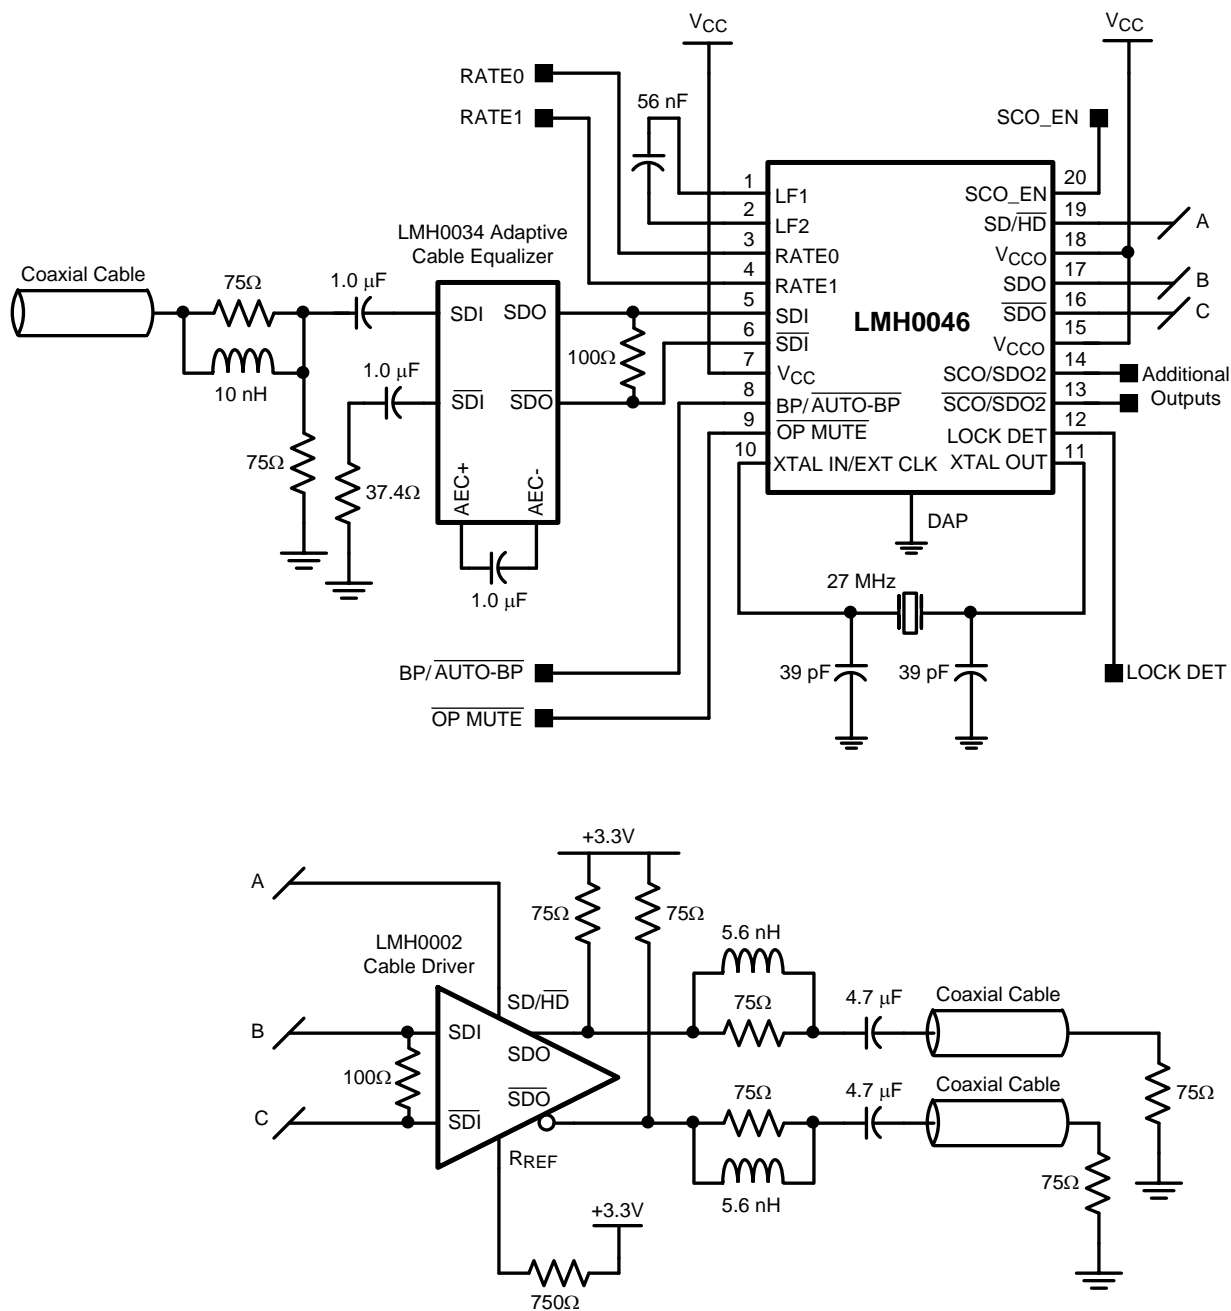 VCC
VCC
RATE0
56 nF
RATE1
SCO_EN
1
LF1
2
LF2
3
RATE0
4
RATE1
5
SDI
6
SDI
7
VCC
8
BP/AUTO-BP
9
OP MUTE
10
XTAL IN/EXT CLK
LMH0046
20
SCO_EN
19
SD/HD
A
18
VCCO
17
SDO
B
16
SDO
C
15
VCCO
14
SCO/SDO2
13
SCO/SDO2
Additional
Outputs
12
LOCK DET
11
XTAL OUT
DAP
LMH0034 Adaptive
Cable Equalizer
Coaxial Cable
75Ω
1.0 μF
SDI
SDO
100Ω
10 nH
1.0 μF
SDI
SDO
75Ω
37.4Ω
AEC+
AEC-
1.0 μF
27 MHz
39 pF
39 pF
BP/AUTO-BP
LOCK DET
OP MUTE
+3.3V
A
75Ω
75Ω
LMH0002
Cable Driver
5.6 nH
SD/HD
75Ω
4.7 μF
Coaxial Cable
B
SDI
SDO
100Ω
SDO
75Ω
4.7 μF
Coaxial Cable
75Ω
C
SDI
RREF
5.6 nH
75Ω
+3.3V
750Ω